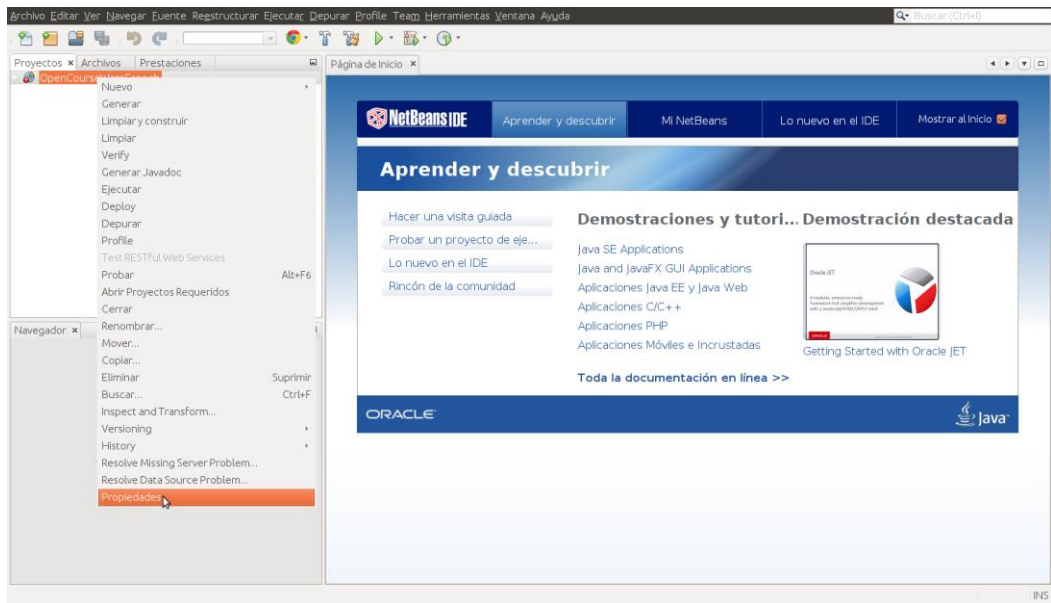 Archivo Editar Ver Navegar Fuente Reestructurar Ejecutar Depurar Profile Team Herramientas Ventana Ayuda
Buscar (Ctrl+I)
Proyectos Archivos Prestaciones
Página de Inicio
Nuevo
Generar
Limpiar y construir
Limpiar
Verify
Generar Javadoc
Ejecutar
Deploy
Depurar
Profile
Test RESTful Web Services
Probar Alt+F6
Abrir Proyectos Requeridos
Cerrar
Renombrar...
Mover...
Copiar...
Eliminar Suprimir
Buscar... Ctrl+F
Inspect and Transform...
Versioning
History
Resolve Missing Server Problem...
Resolve Data Source Problem...
Propiedades
Navegador
NetBeans IDE
Aprender y descubrir
Mi NetBeans
Lo nuevo en el IDE
Mostrar al Inicio
Aprender y descubrir
Hacer una visita guiada
Probar un proyecto de eje...
Lo nuevo en el IDE
Rincón de la comunidad
Demostraciones y tutori...
Java SE Applications
Java and JavaFX GUI Applications
Aplicaciones Java EE y Java Web
Aplicaciones C/C++
Aplicaciones PHP
Aplicaciones Móviles e Incrustadas
Toda la documentación en línea >>
Demostración destacada
Oracle JET
Getting Started with Oracle JET
ORACLE
Java
INS